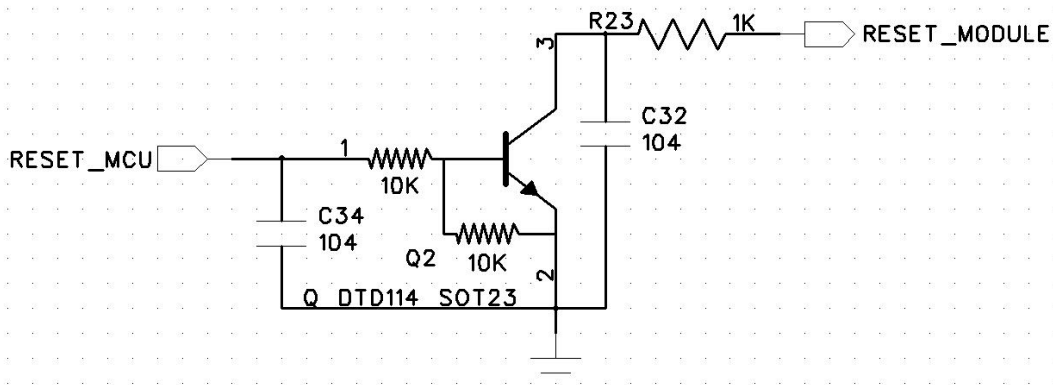 R23
1K
RESET_MODULE
3
C32
104
RESET_MCU
1
10K
C34
104
Q2
10K
2
Q DTD114 SOT23